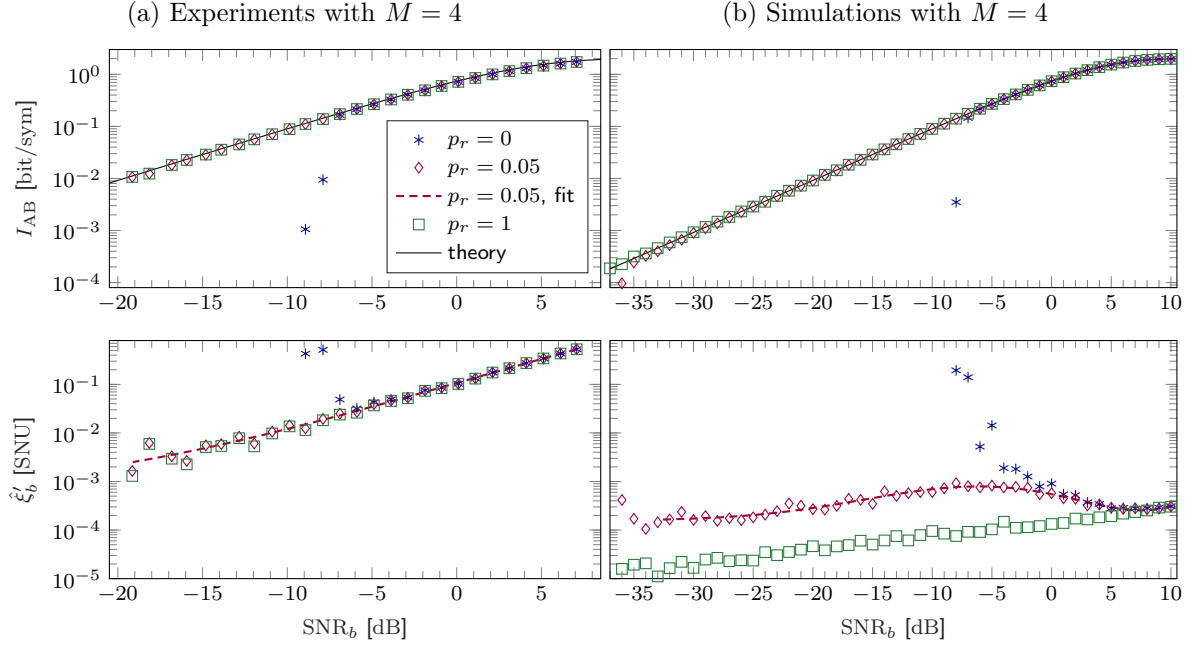 (a) Experiments with M = 4
(b) Simulations with M = 4
10⁰
10⁻¹
10⁻²
10⁻³
10⁻⁴
I_AB [bit/sym]
p_r = 0
p_r = 0.05
p_r = 0.05, fit
p_r = 1
theory
−20 −15 −10 −5 0 5
−35 −30 −25 −20 −15 −10 −5 0 5 10
10⁻¹
10⁻²
10⁻³
10⁻⁴
10⁻⁵
ξ̂′_b [SNU]
−20 −15 −10 −5 0 5
−35 −30 −25 −20 −15 −10 −5 0 5 10
SNR_b [dB]
SNR_b [dB]